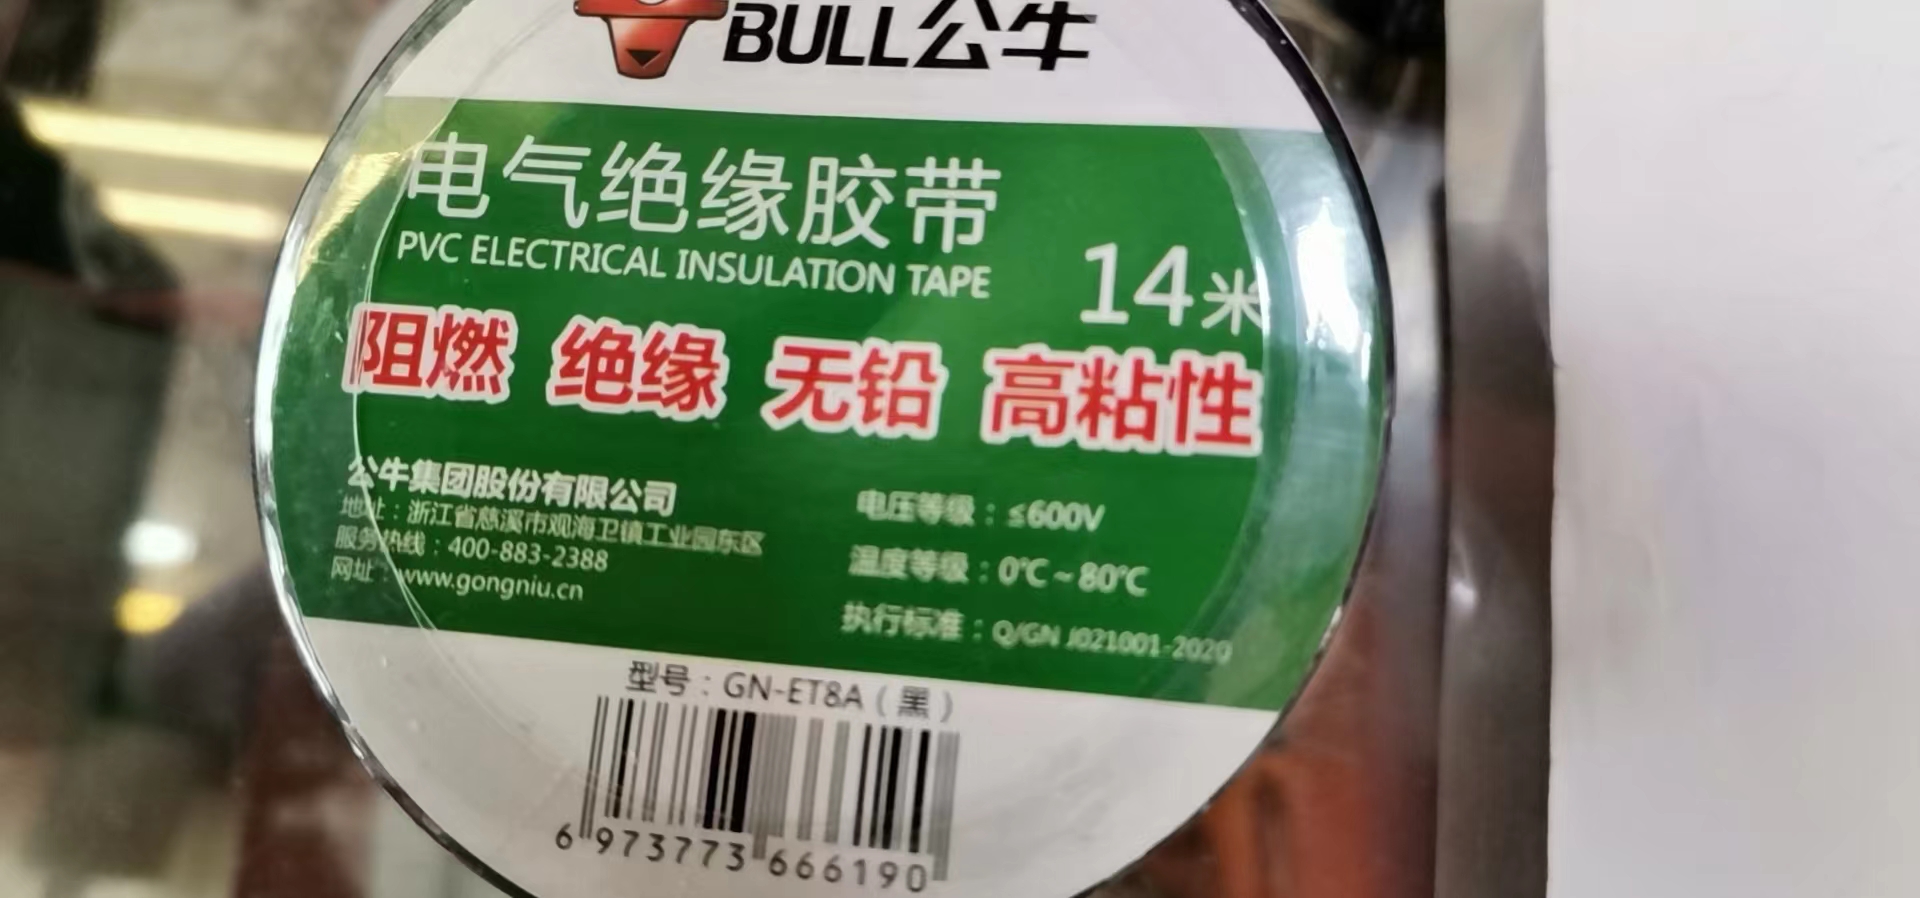 BULL公牛
电气绝缘胶带
PVC ELECTRICAL INSULATION TAPE
14米
阻燃 绝缘 无铅 高粘性
公牛集团股份有限公司
地址：浙江省慈溪市观海卫镇工业园东区
服务热线：400-883-2388
网址：www.gongniu.cn
电压等级：≤600V
温度等级：0℃~80℃
执行标准：Q/GN J021001-2020
型号：GN-ET8A（黑）
6 973773 666190